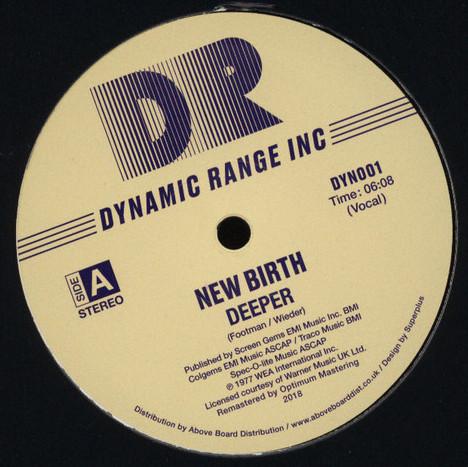 DR
DYNAMIC RANGE INC
DYN001
Time: 06:08
(Vocal)
SIDE A
STEREO
NEW BIRTH
DEEPER
(Footman / Wieder)
Published by Screen Gems EMI Music Inc. BMI
Colgems EMI Music ASCAP / Traco Music BMI
Spec-O-lite Music ASCAP
℗ 1977 WEA International Inc.
Licensed courtesy of Warner Music UK Ltd.
Remastered by Optimum Mastering
2018
Distribution by Above Board Distribution / www.aboveboarddist.co.uk / Design by Superplus